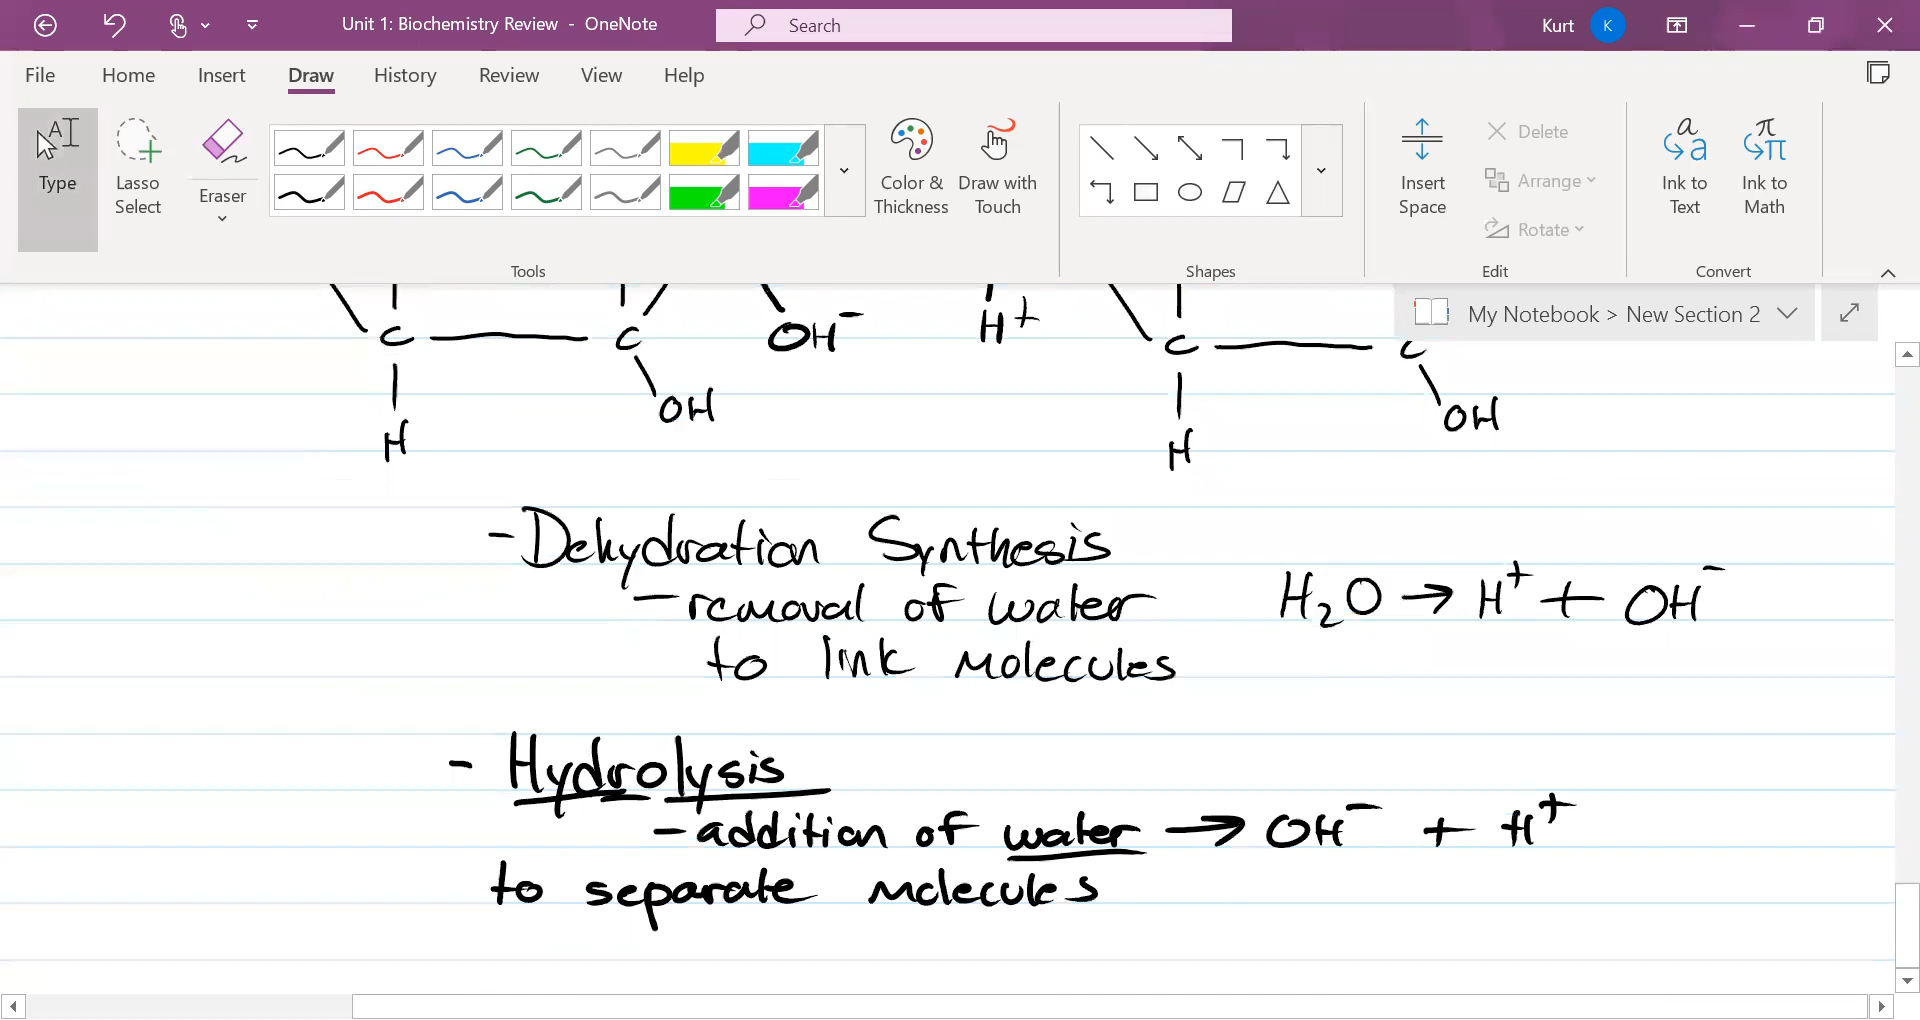 Unit 1: Biochemistry Review - OneNote
Search
Kurt
K
File Home Insert Draw History Review View Help
Type
Lasso Select
Eraser
Color & Thickness
Draw with Touch
Insert Space
Delete
Arrange
Rotate
Ink to Text
Ink to Math
Tools
Shapes
Edit
Convert
My Notebook > New Section 2
C C OH⁻ H⁺ C C
OH OH
H H
- Dehydration Synthesis
- removal of water
to link molecules
H₂O → H⁺ + OH⁻
- Hydrolysis
- addition of water → OH⁻ + H⁺
to separate molecules